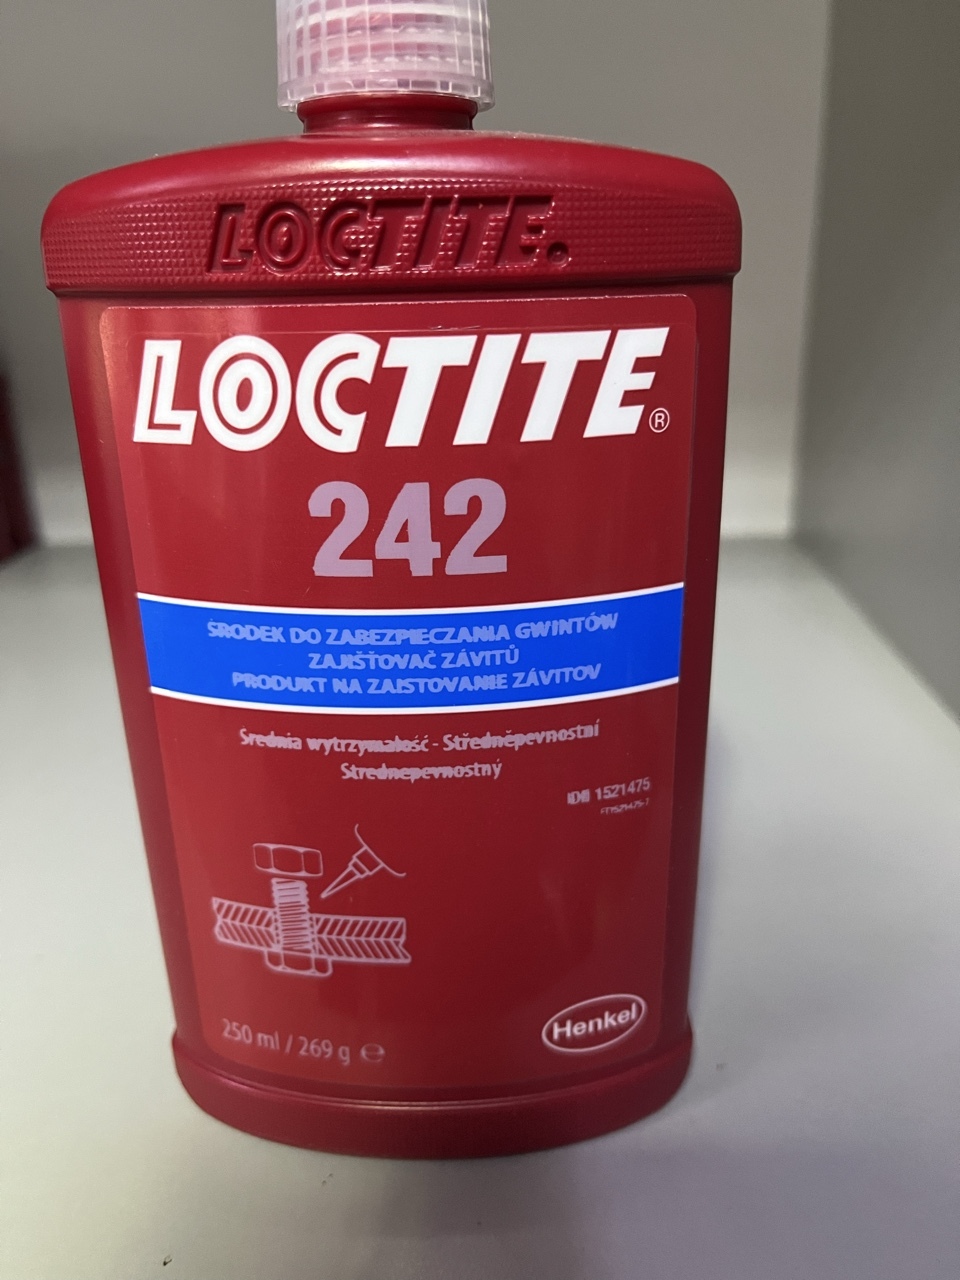 LOCTITE.
LOCTITE®
242
ŚRODEK DO ZABEZPIECZANIA GWINTÓW
ZAJIŠŤOVAČ ZÁVITŮ
PRODUKT NA ZAISTOVANIE ZÁVITOV
Średnia wytrzymałość - Středněpevnostní
Strednepevnostný
IDH 1521475
250 ml / 269 g ℮
Henkel